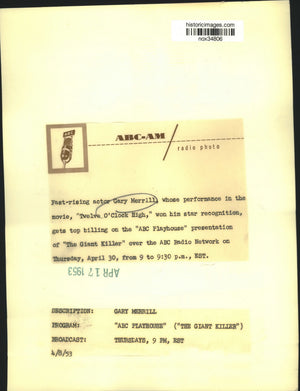 historicimages.com
nox34806
ABC
ABC-AM
radio photo
Fast-rising actor Gary Merrill, whose performance in the
movie, "Twelve O'Clock High," won him star recognition,
gets top billing on the "ABC Playhouse" presentation
of "The Giant Killer" over the ABC Radio Network on
Thursday, April 30, from 9 to 9:30 p.m., EST.
APR 17 1953
DESCRIPTION: GARY MERRILL
PROGRAM: "ABC PLAYHOUSE" ("THE GIANT KILLER")
BROADCAST: THURSDAYS, 9 PM, EST
4/8/53